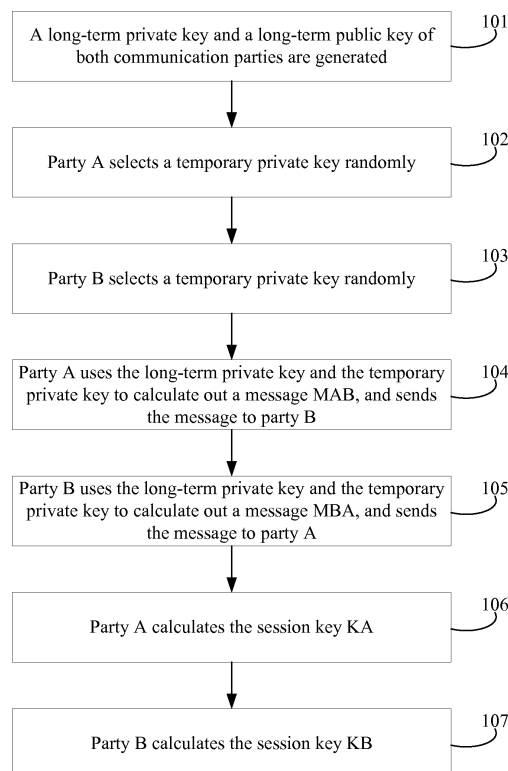 101
A long-term private key and a long-term public key of
both communication parties are generated
102
Party A selects a temporary private key randomly
103
Party B selects a temporary private key randomly
104
Party A uses the long-term private key and the temporary
private key to calculate out a message MAB, and sends
the message to party B
105
Party B uses the long-term private key and the temporary
private key to calculate out a message MBA, and sends
the message to party A
106
Party A calculates the session key KA
107
Party B calculates the session key KB